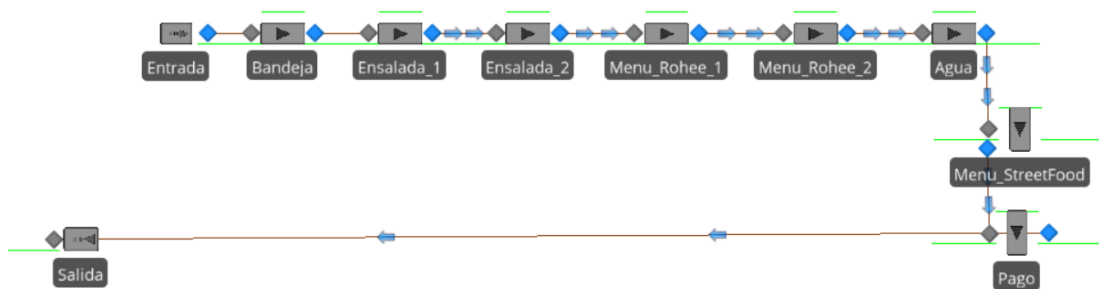 Entrada
Bandeja
Ensalada_1
Ensalada_2
Menu_Rohee_1
Menu_Rohee_2
Agua
Menu_StreetFood
Salida
Pago